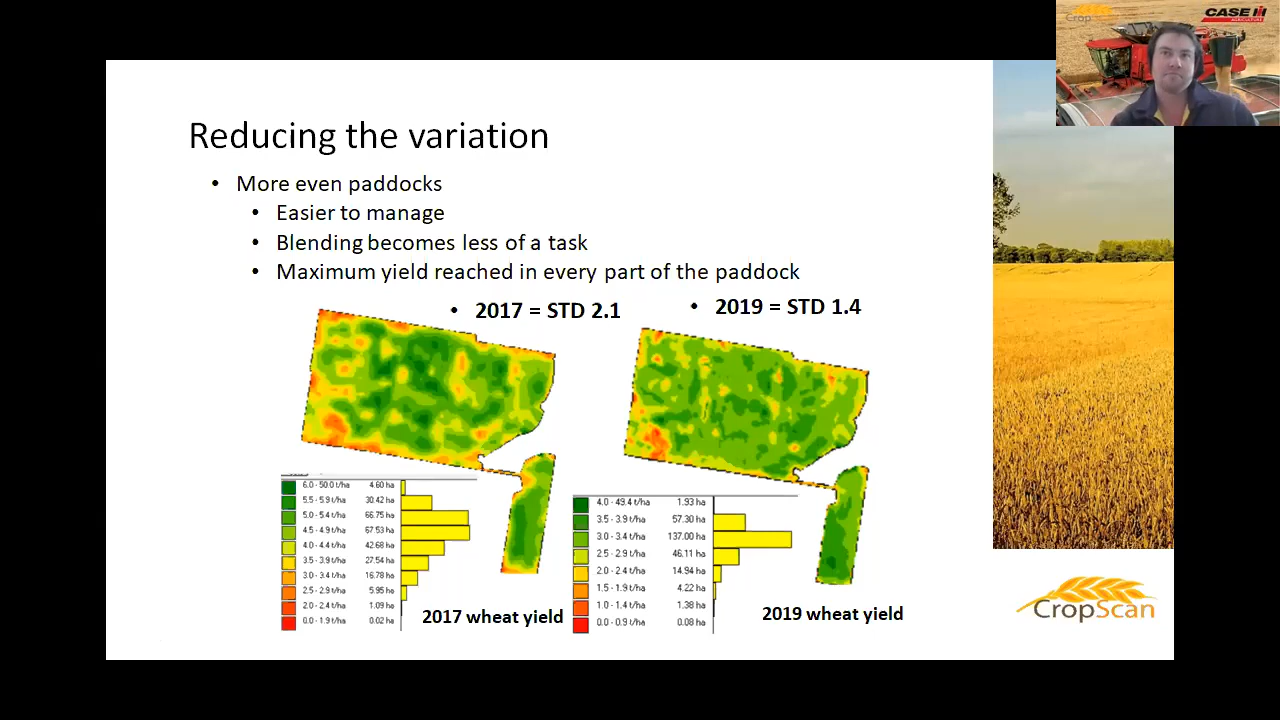 Crop
CASE IH
AGRICULTURE
Reducing the variation
• More even paddocks
• Easier to manage
• Blending becomes less of a task
• Maximum yield reached in every part of the paddock
• 2017 = STD 2.1
• 2019 = STD 1.4
6.0 - 50.0 t/ha 4.60 ha
5.5 - 5.9 t/ha 30.42 ha
5.0 - 5.4 t/ha 66.75 ha
4.5 - 4.9 t/ha 67.53 ha
4.0 - 4.4 t/ha 42.68 ha
3.5 - 3.9 t/ha 27.54 ha
3.0 - 3.4 t/ha 16.78 ha
2.5 - 2.9 t/ha 5.95 ha
2.0 - 2.4 t/ha 1.09 ha
0.0 - 1.9 t/ha 0.02 ha
2017 wheat yield
4.0 - 49.4 t/ha 1.93 ha
3.5 - 3.9 t/ha 57.30 ha
3.0 - 3.4 t/ha 137.00 ha
2.5 - 2.9 t/ha 46.11 ha
2.0 - 2.4 t/ha 14.94 ha
1.5 - 1.9 t/ha 4.22 ha
1.0 - 1.4 t/ha 1.38 ha
0.0 - 0.9 t/ha 0.08 ha
2019 wheat yield
CropScan